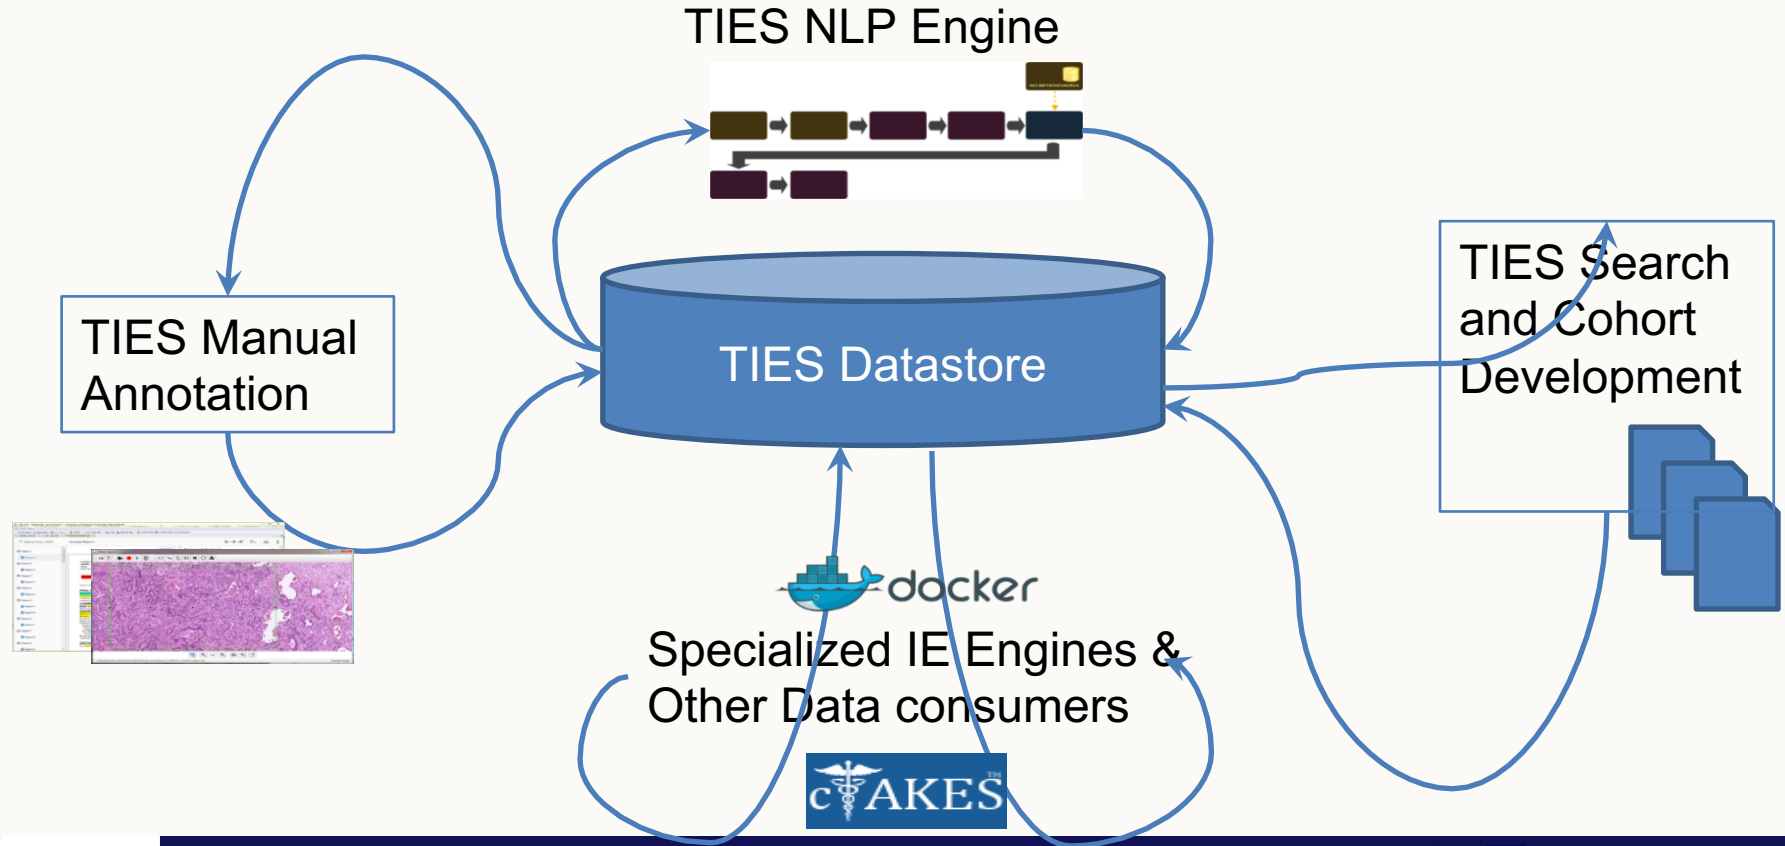 TIES NLP Engine
TIES Manual
Annotation
TIES Datastore
TIES Search
and Cohort
Development
docker
Specialized IE Engines &
Other Data consumers
cTAKES™